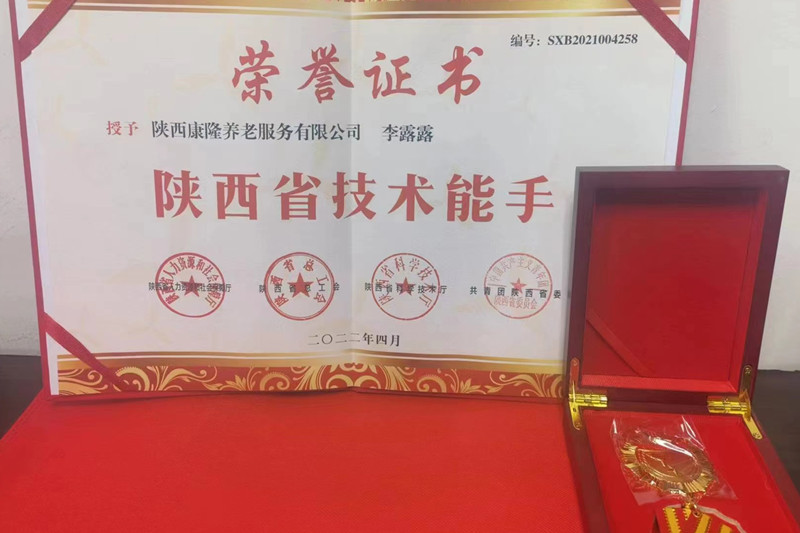 编号：SXB2021004258
荣誉证书
授予 陕西康隆养老服务有限公司 李露露
陕西省技术能手
陕西省人力资源和社会保障厅 陕西省总工会 陕西省科学技术厅 共青团陕西省委
二〇二二年四月